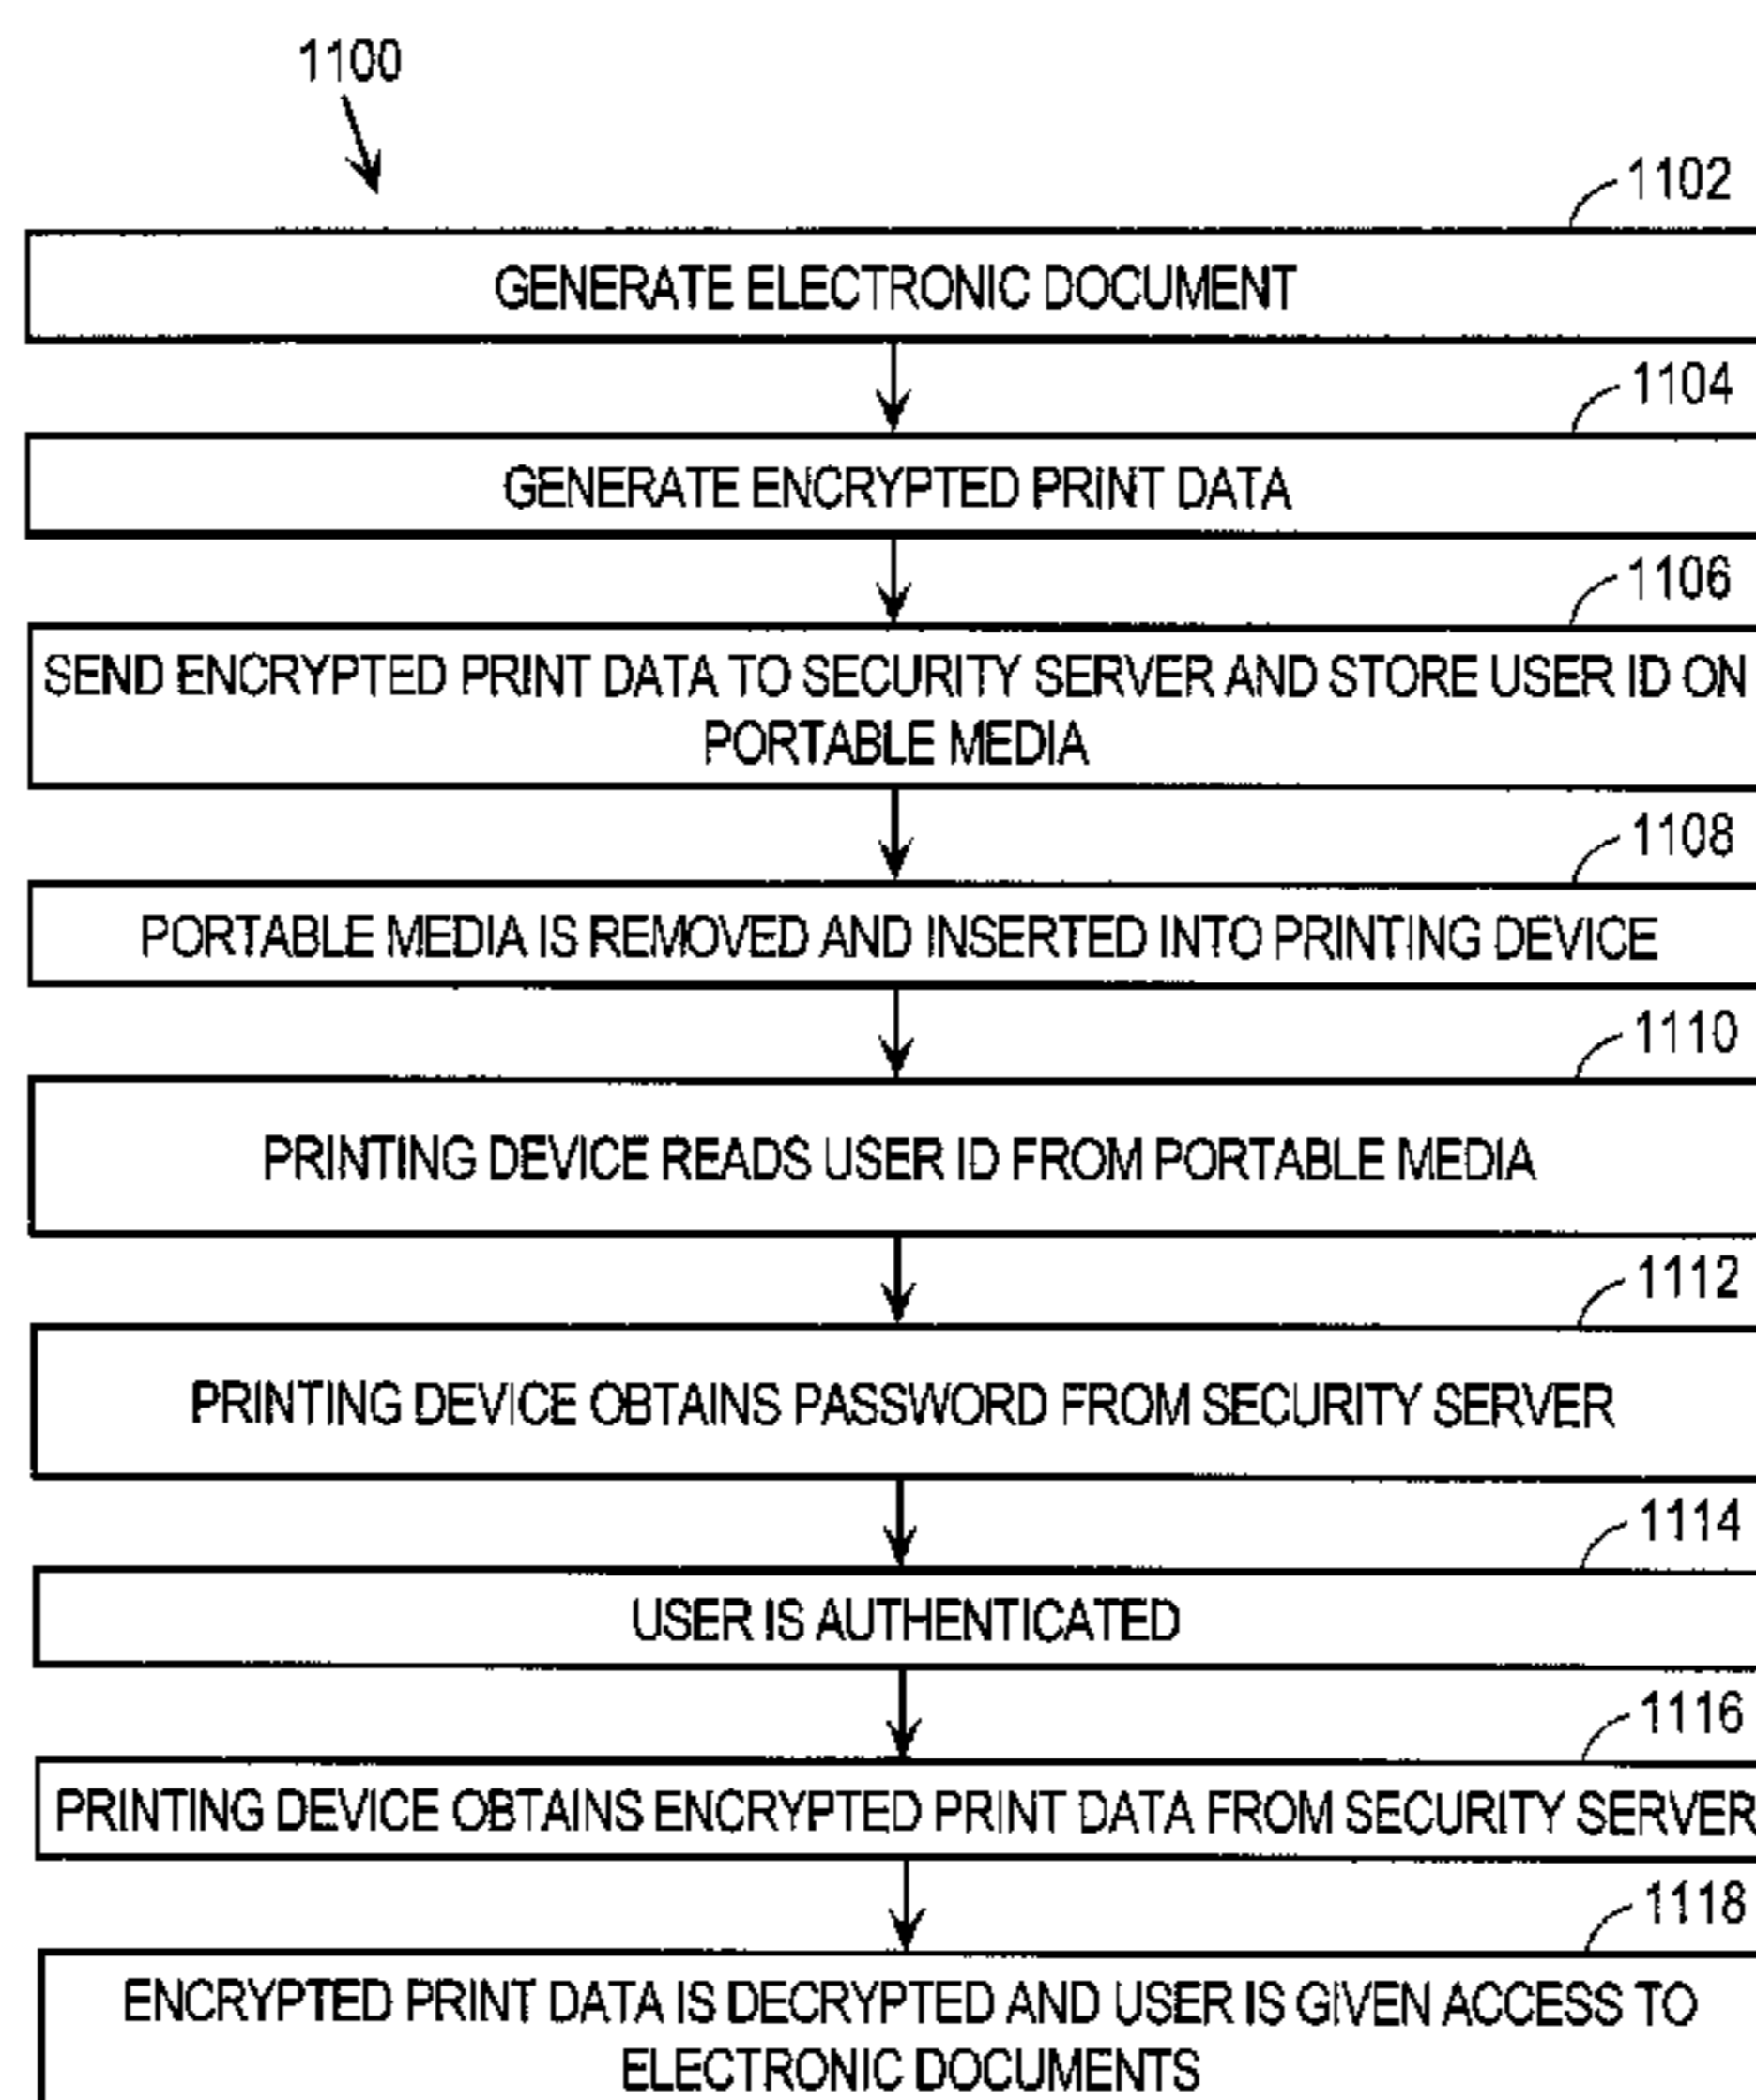 1100
1102
GENERATE ELECTRONIC DOCUMENT
1104
GENERATE ENCRYPTED PRINT DATA
1106
SEND ENCRYPTED PRINT DATA TO SECURITY SERVER AND STORE USER ID ON
PORTABLE MEDIA
1108
PORTABLE MEDIA IS REMOVED AND INSERTED INTO PRINTING DEVICE
1110
PRINTING DEVICE READS USER ID FROM PORTABLE MEDIA
1112
PRINTING DEVICE OBTAINS PASSWORD FROM SECURITY SERVER
1114
USER IS AUTHENTICATED
1116
PRINTING DEVICE OBTAINS ENCRYPTED PRINT DATA FROM SECURITY SERVER
1118
ENCRYPTED PRINT DATA IS DECRYPTED AND USER IS GIVEN ACCESS TO
ELECTRONIC DOCUMENTS